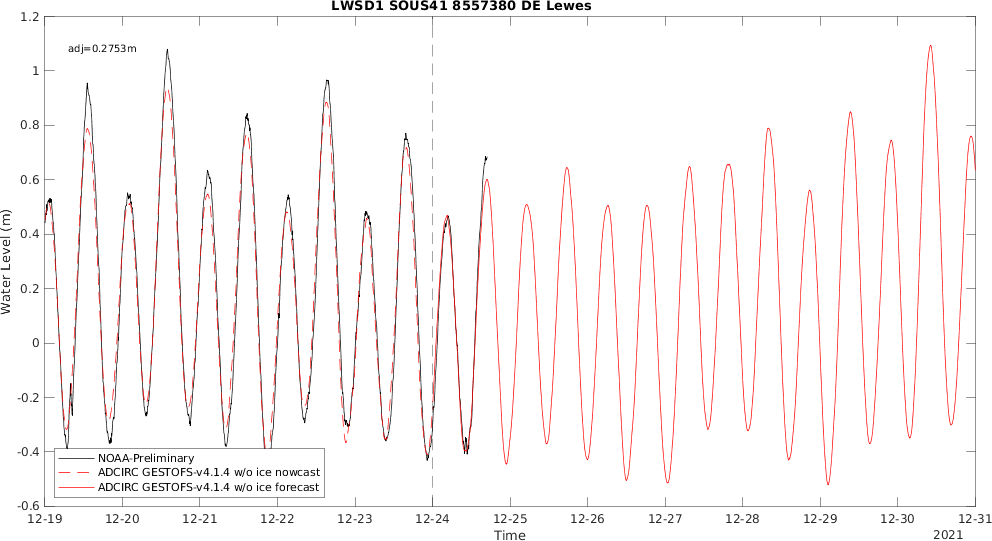 LWSD1 SOUS41 8557380 DE Lewes
adj=0.2753m
Water Level (m)
1.2
1
0.8
0.6
0.4
0.2
0
-0.2
-0.4
-0.6
NOAA-Preliminary
ADCIRC GESTOFS-v4.1.4 w/o ice nowcast
ADCIRC GESTOFS-v4.1.4 w/o ice forecast
12-19 12-20 12-21 12-22 12-23 12-24 12-25 12-26 12-27 12-28 12-29 12-30 12-31
Time
2021